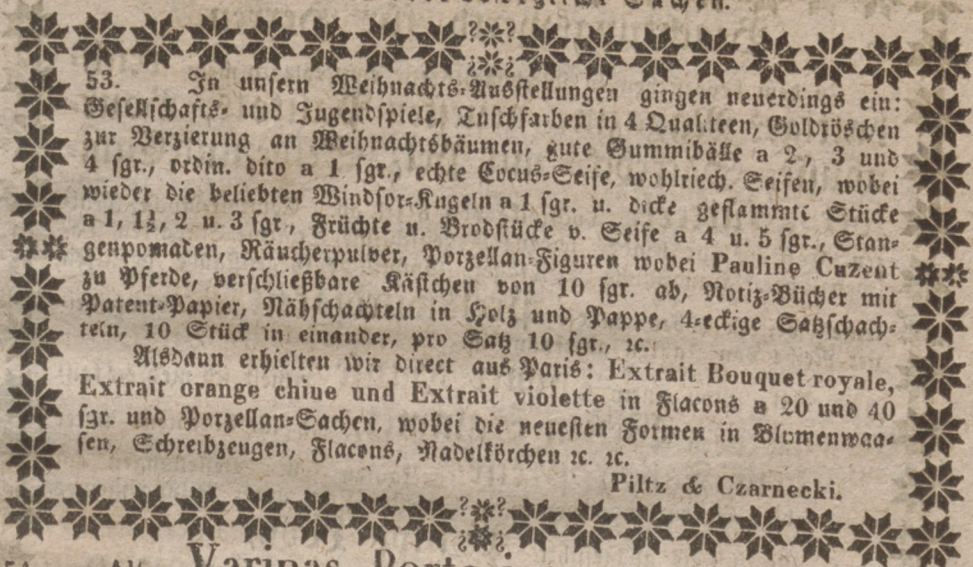 Sachen.
53. In unsern Weihnachts-Ausstellungen gingen neuerdings ein:
Gesellschafts- und Jugendspiele, Tuschfarben in 4 Qualiteen, Goldröschen
zur Verzierung an Weihnachtsbäumen, gute Gummibälle a 2, 3 und
4 sgr., ordin. dito a 1 sgr., echte Cocus-Seife, wohlriech. Seifen, wobei
wieder die beliebten Windsor-Kugeln a 1 sgr. u. dicke geflammte Stücke
a 1, 1½, 2 u. 3 sgr., Früchte u. Brodstücke v. Seife a 4 u. 5 sgr., Stan-
genpomaden, Räucherpulver, Porzellan-Figuren wobei Pauline Cuzent
zu Pferde, verschließbare Kästchen von 10 sgr. ab, Notiz-Bücher mit
Patent-Papier, Nähschachteln in Holz und Pappe, 4-eckige Satzschach-
teln, 10 Stück in einander, pro Satz 10 sgr., ꝛc.
Alsdann erhielten wir direct aus Paris: Extrait Bouquet royale,
Extrait orange chine und Extrait violette in Flacons a 20 und 40
sgr. und Porzellan-Sachen, wobei die neuesten Formen in Blumenvaa-
sen, Schreibzeugen, Flacons, Nadelkörchen ꝛc. ꝛc.
Piltz & Czarnecki.
Varinas